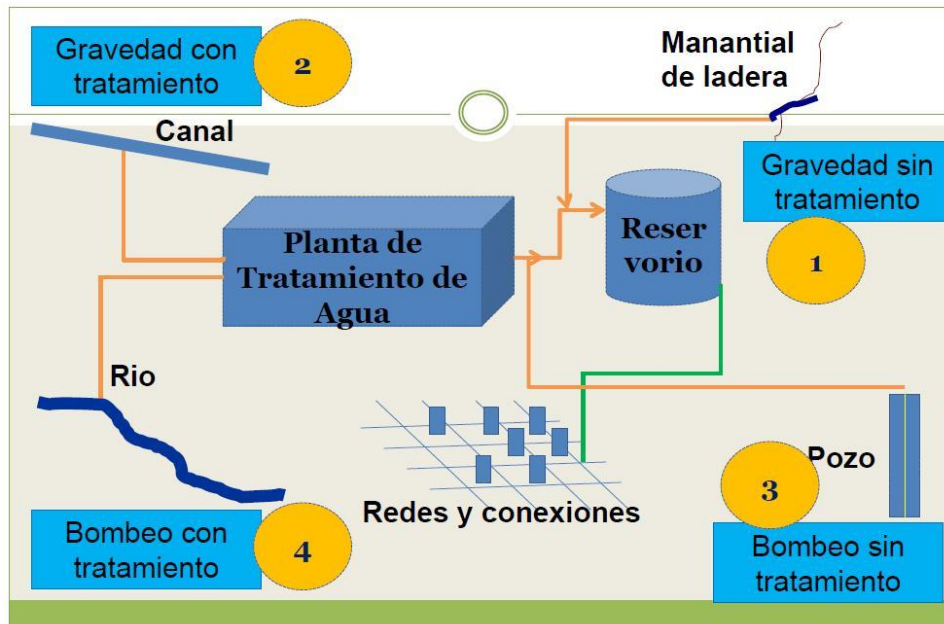 Gravedad con
tratamiento
2
Manantial
de ladera
Canal
Gravedad sin
tratamiento
1
Planta de
Tratamiento de
Agua
Reser
vorio
Rio
Pozo
3
Redes y conexiones
Bombeo con
tratamiento
4
Bombeo sin
tratamiento